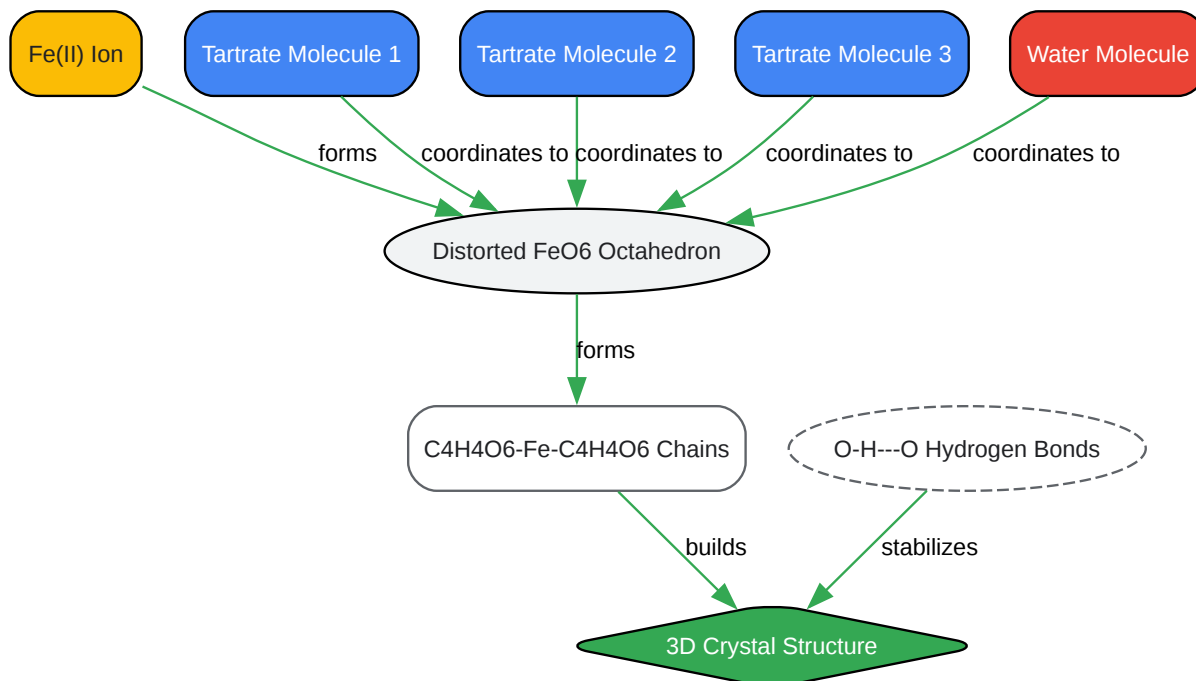 Fe(II) Ion
Tartrate Molecule 1
Tartrate Molecule 2
Tartrate Molecule 3
Water Molecule
forms
coordinates to
coordinates to
coordinates to
coordinates to
Distorted FeO6 Octahedron
forms
C4H4O6-Fe-C4H4O6 Chains
O-H---O Hydrogen Bonds
builds
stabilizes
3D Crystal Structure